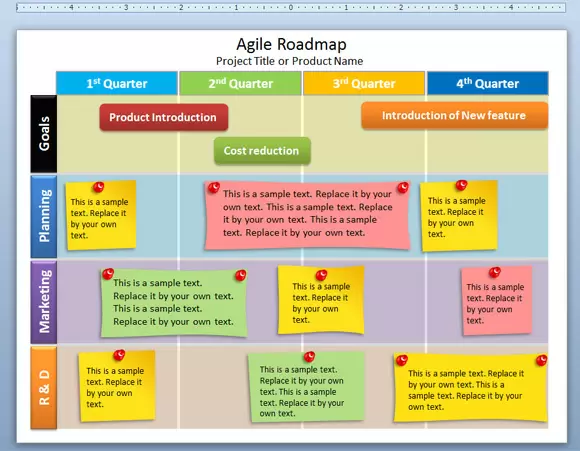 Agile Roadmap
Project Title or Product Name
1st Quarter
2nd Quarter
3rd Quarter
4th Quarter
Goals
Product Introduction
Introduction of New feature
Cost reduction
Planning
This is a sample
text. Replace it
by your own
text.
This is a sample text. Replace it by your
own text. This is a sample text. Replace
it by your own text. This is a sample
text. Replace it by your own text.
This is a sample
text. Replace it
by your own
text.
Marketing
This is a sample text.
Replace it by your own text.
This is a sample text.
Replace it by your own text.
This is a sample
text. Replace it
by your own
text.
This is a sample
text. Replace it
by your own
text.
R & D
This is a sample
text. Replace it
by your own
text.
This is a sample text.
Replace it by your own
text. This is a sample
text. Replace it by your
own text.
This is a sample text. Replace it
by your own text. This is a
sample text. Replace it by your
own text.